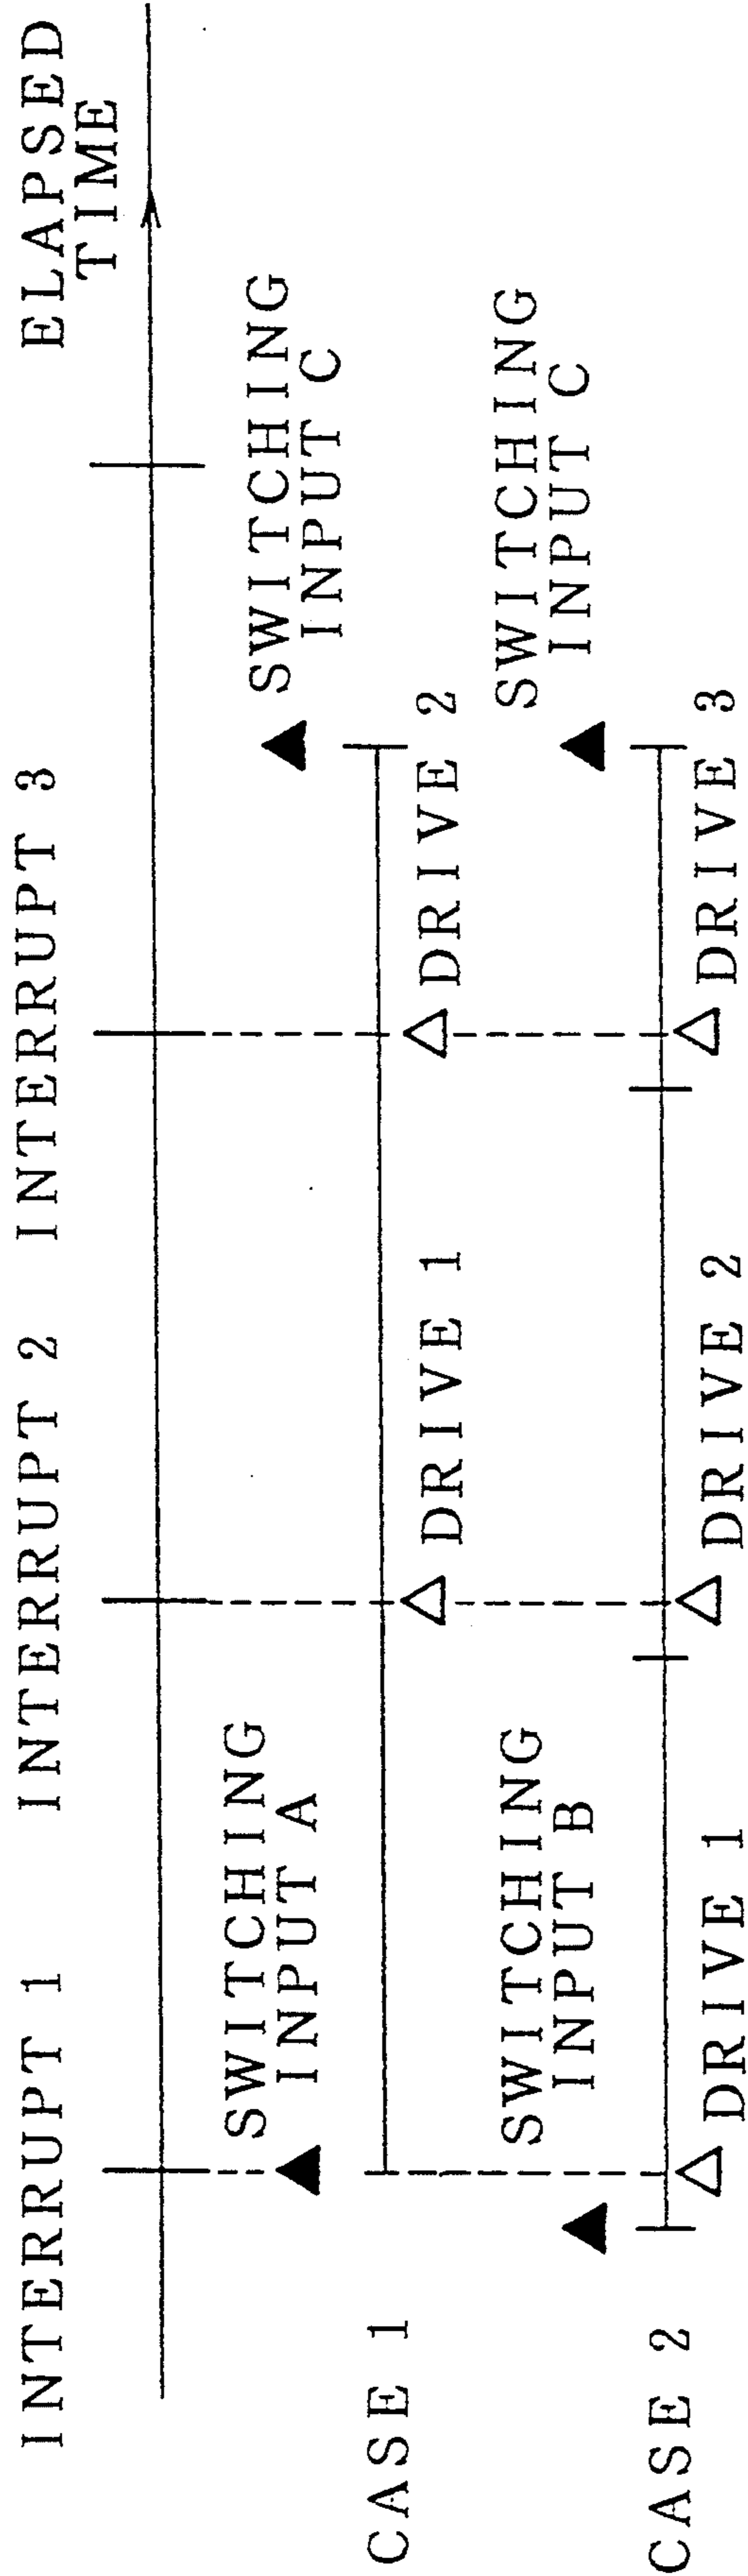 INTERRUPT 1
INTERRUPT 2
INTERRUPT 3
ELAPSED
TIME
SWITCHING
INPUT A
SWITCHING
INPUT C
CASE 1
DRIVE 1
DRIVE 2
SWITCHING
INPUT B
SWITCHING
INPUT C
CASE 2
DRIVE 1
DRIVE 2
DRIVE 3